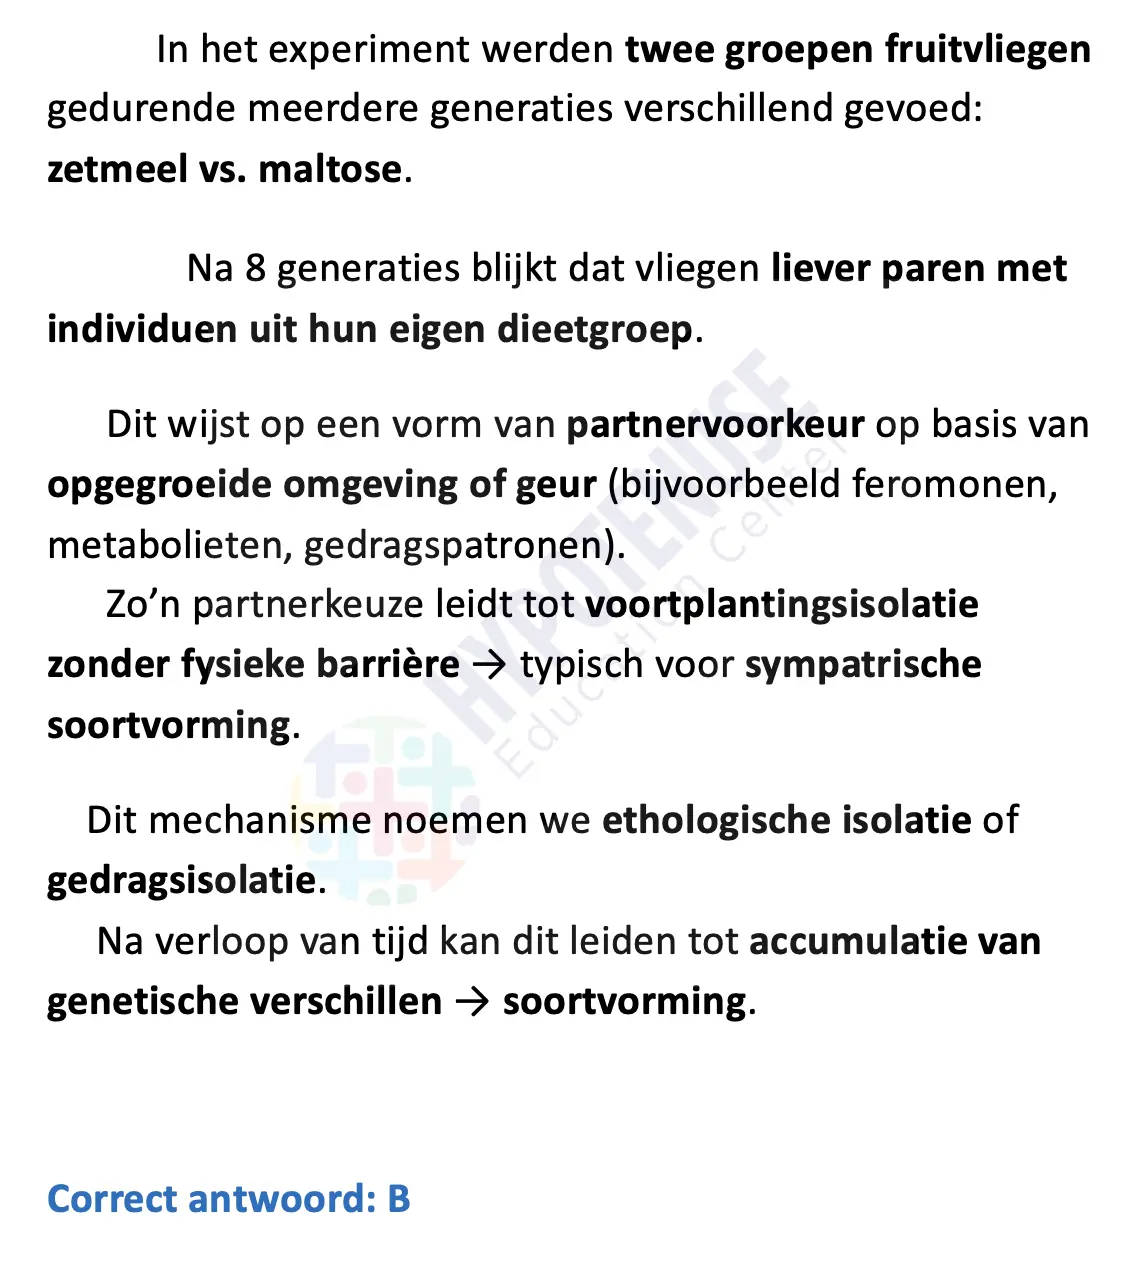 In het experiment werden twee groepen fruitvliegen
gedurende meerdere generaties verschillend gevoed:
zetmeel vs. maltose.
Na 8 generaties blijkt dat vliegen liever paren met
individuen uit hun eigen dieetgroep.
Dit wijst op een vorm van partnervoorkeur op basis van
opgegroeide omgeving of geur (bijvoorbeeld feromonen,
metabolieten, gedragspatronen).
Zo’n partnerkeuze leidt tot voortplantingsisolatie
zonder fysieke barrière → typisch voor sympatrische
soortvorming.
Dit mechanisme noemen we ethologische isolatie of
gedragsisolatie.
Na verloop van tijd kan dit leiden tot accumulatie van
genetische verschillen → soortvorming.
Correct antwoord: B
HYPOTENUSE
Education Center